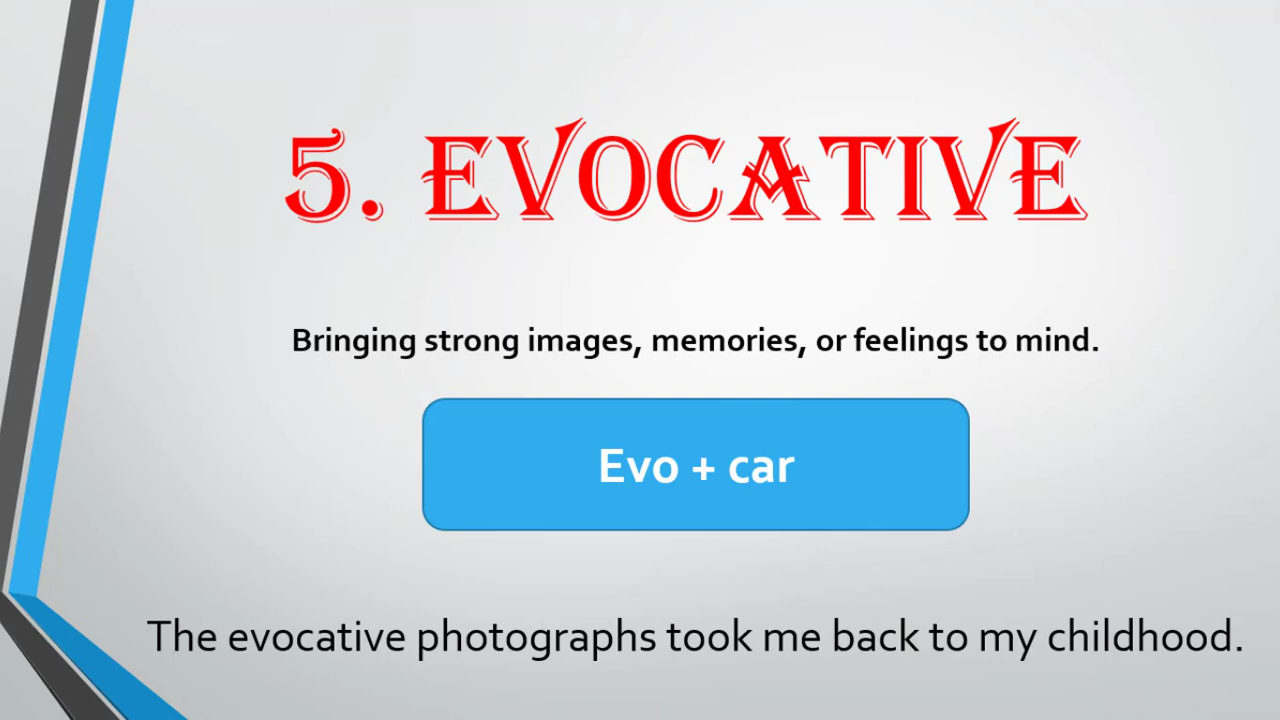 5. EVOCATIVE
Bringing strong images, memories, or feelings to mind.
Evo + car
The evocative photographs took me back to my childhood.